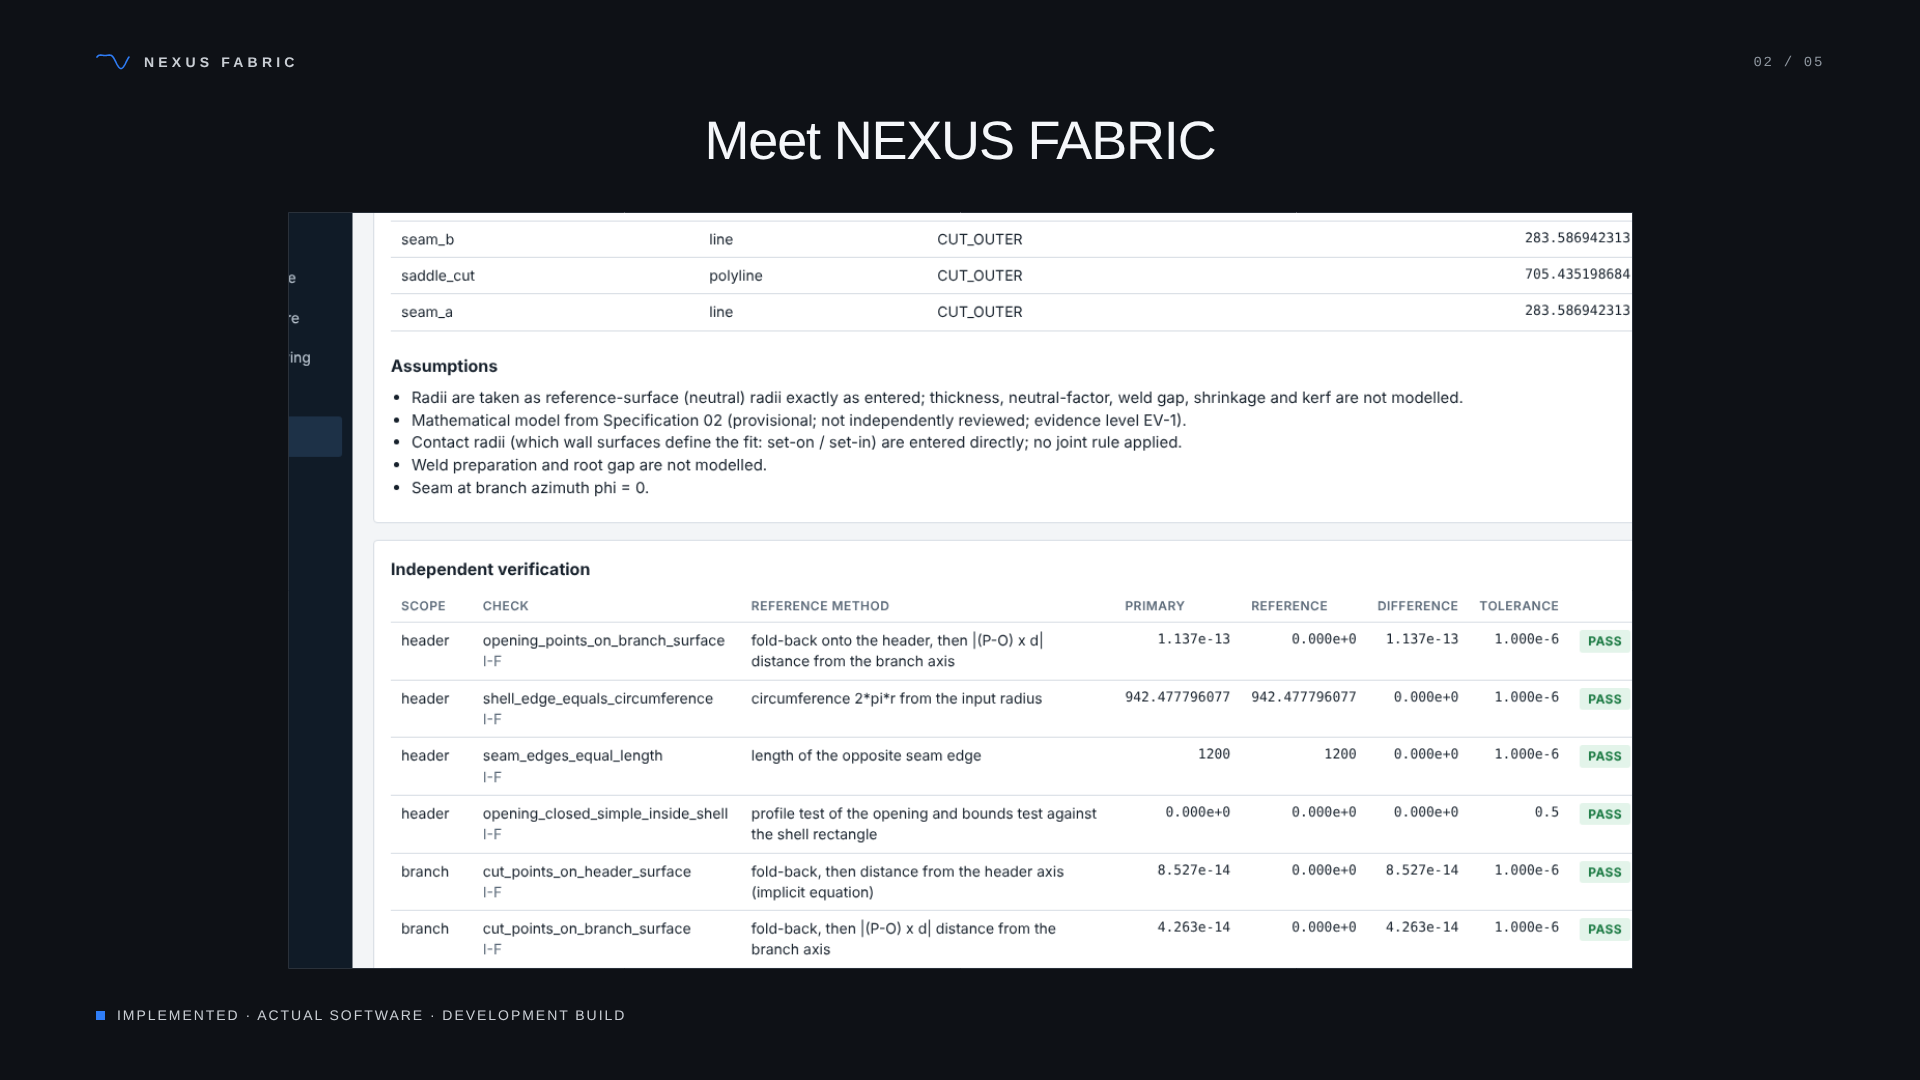 NEXUS FABRIC
02 / 05
Meet NEXUS FABRIC
seam_b line CUT_OUTER 283.586942313
saddle_cut polyline CUT_OUTER 705.435198684
seam_a line CUT_OUTER 283.586942313
e
re
ing
Assumptions
• Radii are taken as reference-surface (neutral) radii exactly as entered; thickness, neutral-factor, weld gap, shrinkage and kerf are not modelled.
• Mathematical model from Specification 02 (provisional; not independently reviewed; evidence level EV-1).
• Contact radii (which wall surfaces define the fit: set-on / set-in) are entered directly; no joint rule applied.
• Weld preparation and root gap are not modelled.
• Seam at branch azimuth phi = 0.
Independent verification
SCOPE CHECK REFERENCE METHOD PRIMARY REFERENCE DIFFERENCE TOLERANCE
header opening_points_on_branch_surface fold-back onto the header, then |(P-O) x d| 1.137e-13 0.000e+0 1.137e-13 1.000e-6 PASS
I-F distance from the branch axis
header shell_edge_equals_circumference circumference 2*pi*r from the input radius 942.477796077 942.477796077 0.000e+0 1.000e-6 PASS
I-F
header seam_edges_equal_length length of the opposite seam edge 1200 1200 0.000e+0 1.000e-6 PASS
I-F
header opening_closed_simple_inside_shell profile test of the opening and bounds test against 0.000e+0 0.000e+0 0.000e+0 0.5 PASS
I-F the shell rectangle
branch cut_points_on_header_surface fold-back, then distance from the header axis 8.527e-14 0.000e+0 8.527e-14 1.000e-6 PASS
I-F (implicit equation)
branch cut_points_on_branch_surface fold-back, then |(P-O) x d| distance from the 4.263e-14 0.000e+0 4.263e-14 1.000e-6 PASS
I-F branch axis
IMPLEMENTED · ACTUAL SOFTWARE · DEVELOPMENT BUILD